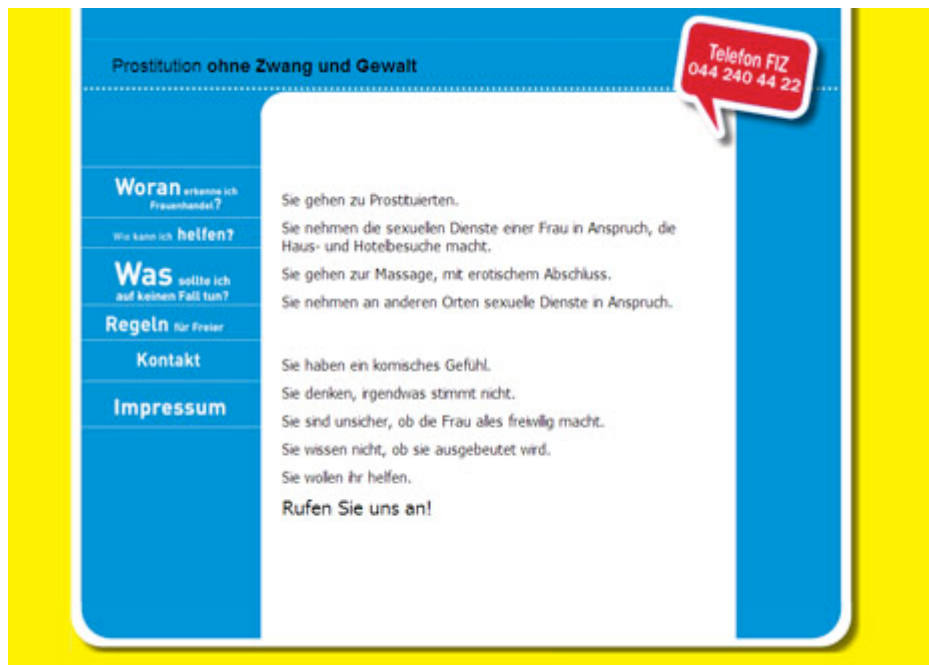 Telefon FIZ
044 240 44 22
Prostitution ohne Zwang und Gewalt
Woran erkenne ich
Frauenhandel?
Wie kann ich helfen?
Was sollte ich
auf keinen Fall tun?
Regeln für Freier
Kontakt
Impressum
Sie gehen zu Prostituierten.
Sie nehmen die sexuellen Dienste einer Frau in Anspruch, die
Haus- und Hotelbesuche macht.
Sie gehen zur Massage, mit erotischem Abschluss.
Sie nehmen an anderen Orten sexuelle Dienste in Anspruch.
Sie haben ein komisches Gefühl.
Sie denken, irgendwas stimmt nicht.
Sie sind unsicher, ob die Frau alles freiwillig macht.
Sie wissen nicht, ob sie ausgebeutet wird.
Sie wollen ihr helfen.
Rufen Sie uns an!